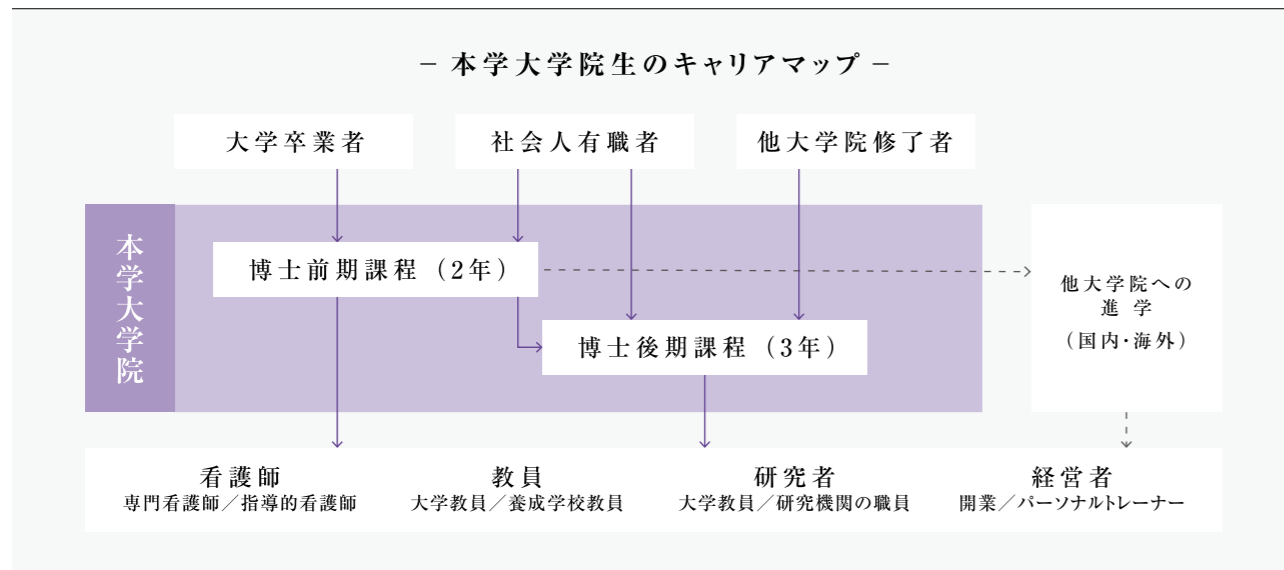 – 本学大学院生のキャリアマップ –
大学卒業者
社会人有職者
他大学院修了者
本学大学院
博士前期課程（2年）
他大学院への
進学
（国内・海外）
博士後期課程（3年）
看護師
専門看護師／指導的看護師
教員
大学教員／養成学校教員
研究者
大学教員／研究機関の職員
経営者
開業／パーソナルトレーナー